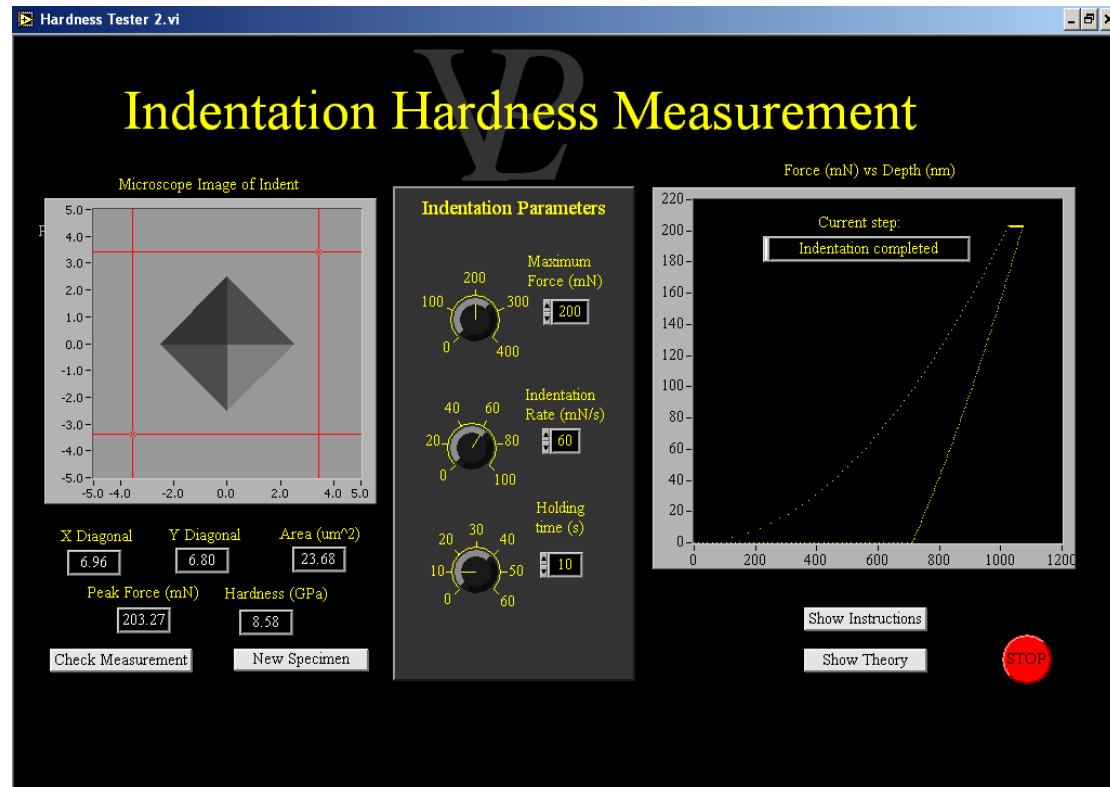 Hardness Tester 2.vi
VPL
Indentation Hardness Measurement
Microscope Image of Indent
5.0
4.0
3.0
2.0
1.0
0.0
-1.0
-2.0
-3.0
-4.0
-5.0
-5.0 -4.0 -2.0 0.0 2.0 4.0 5.0
X Diagonal Y Diagonal Area (um^2)
6.96 6.80 23.68
Peak Force (mN) Hardness (GPa)
203.27 8.58
Check Measurement New Specimen
Indentation Parameters
Maximum
Force (mN)
200
0 100 200 300 400
Indentation
Rate (mN/s)
60
0 20 40 60 80 100
Holding
time (s)
10
0 10 20 30 40 50 60
Force (mN) vs Depth (nm)
Current step:
Indentation completed
220
200
180
160
140
120
100
80
60
40
20
0
0 200 400 600 800 1000 1200
Show Instructions
Show Theory
STOP